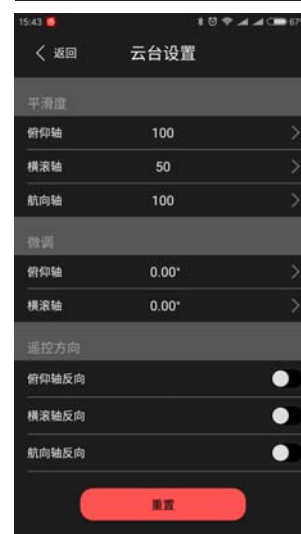 15:43 67%
返回 云台设置
平滑度
俯仰轴 100
横滚轴 50
航向轴 100
微调
俯仰轴 0.00°
横滚轴 0.00°
遥控方向
俯仰轴反向
横滚轴反向
航向轴反向
重置